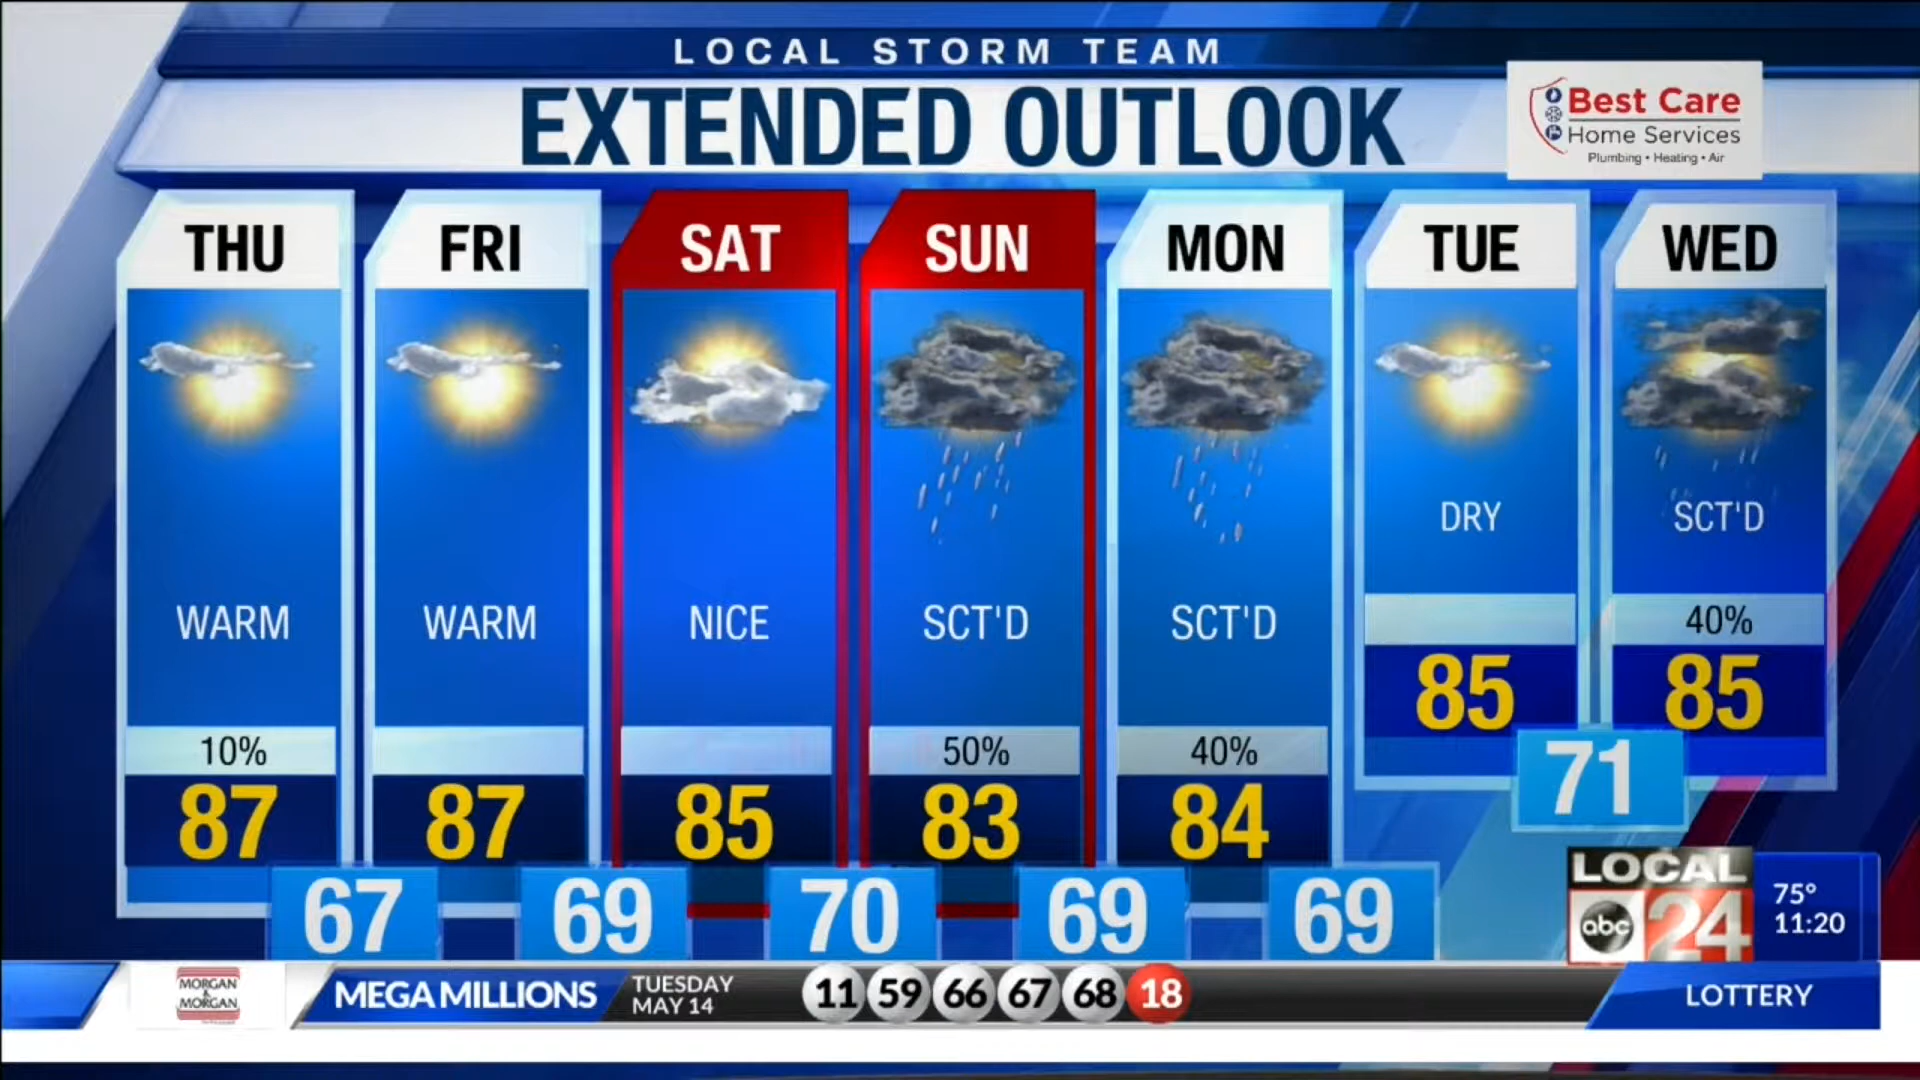 LOCAL STORM TEAM
EXTENDED OUTLOOK
Best Care
Home Services
Plumbing • Heating • Air
THU FRI SAT SUN MON TUE WED
DRY SCT'D
WARM WARM NICE SCT'D SCT'D
40%
85 85
10% 50% 40%
71
87 87 85 83 84
67 69 70 69 69
LOCAL
abc 24
75°
11:20
MORGAN
&
MORGAN
MEGA MILLIONS
TUESDAY
MAY 14
11 59 66 67 68 18
LOTTERY